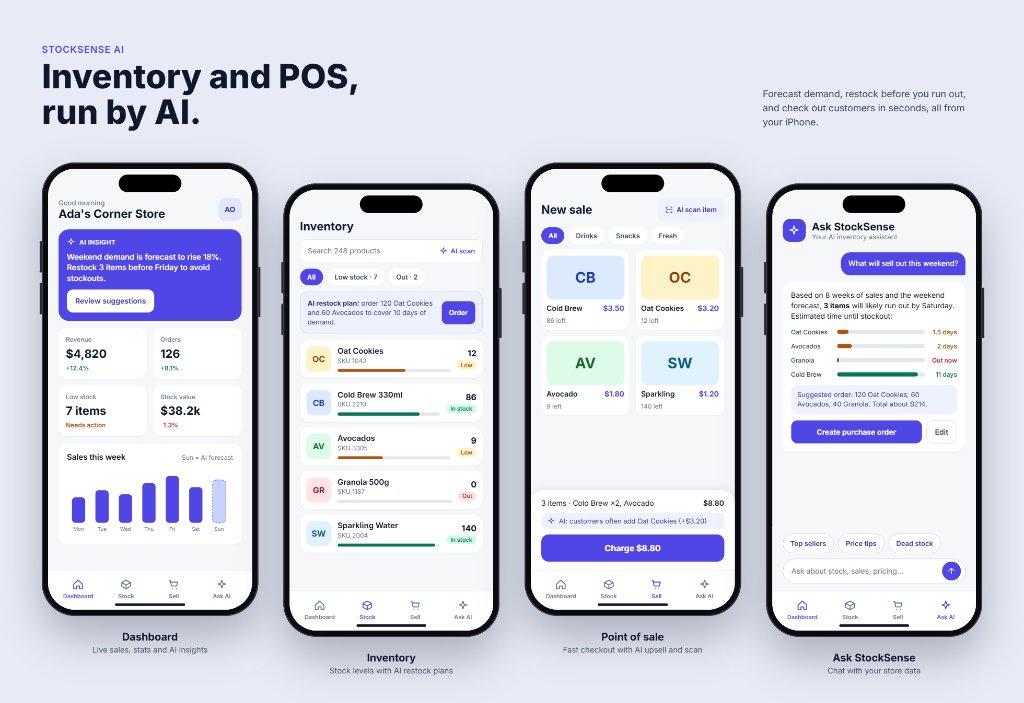 STOCKSENSE AI
Inventory and POS,
run by AI.
Forecast demand, restock before you run out,
and check out customers in seconds, all from
your iPhone.
Good morning
Ada's Corner Store
AO
AI INSIGHT
Weekend demand is forecast to rise 18%.
Restock 3 items before Friday to avoid
stockouts.
Review suggestions
Revenue
$4,820
+12.4%
Orders
126
+8.1%
Low stock
7 items
Needs action
Stock value
$38.2k
-1.3%
Sales this week
Sun = AI forecast
Mon Tue Wed Thu Fri Sat Sun
Dashboard Stock Sell Ask AI
Dashboard
Live sales, stats and AI insights
Inventory
Search 248 products
AI scan
All
Low stock · 7
Out · 2
AI restock plan: order 120 Oat Cookies
and 60 Avocados to cover 10 days of
demand.
Order
OC
Oat Cookies
SKU 1042
12
Low
CB
Cold Brew 330ml
SKU 2210
86
In stock
AV
Avocados
SKU 3305
9
Low
GR
Granola 500g
SKU 1187
0
Out
SW
Sparkling Water
SKU 2004
140
In stock
Dashboard Stock Sell Ask AI
Inventory
Stock levels with AI restock plans
New sale
AI scan item
All
Drinks
Snacks
Fresh
CB
Cold Brew $3.50
86 left
OC
Oat Cookies $3.20
12 left
AV
Avocado $1.80
9 left
SW
Sparkling $1.20
140 left
3 items · Cold Brew ×2, Avocado
$8.80
AI: customers often add Oat Cookies (+$3.20)
Charge $8.80
Dashboard Stock Sell Ask AI
Point of sale
Fast checkout with AI upsell and scan
Ask StockSense
Your AI inventory assistant
What will sell out this weekend?
Based on 8 weeks of sales and the weekend
forecast, 3 items will likely run out by Saturday.
Estimated time until stockout:
Oat Cookies 1.5 days
Avocados 2 days
Granola Out now
Cold Brew 11 days
Suggested order: 120 Oat Cookies, 60
Avocados, 40 Granola. Total about $214.
Create purchase order
Edit
Top sellers
Price tips
Dead stock
Ask about stock, sales, pricing...
Dashboard Stock Sell Ask AI
Ask StockSense
Chat with your store data